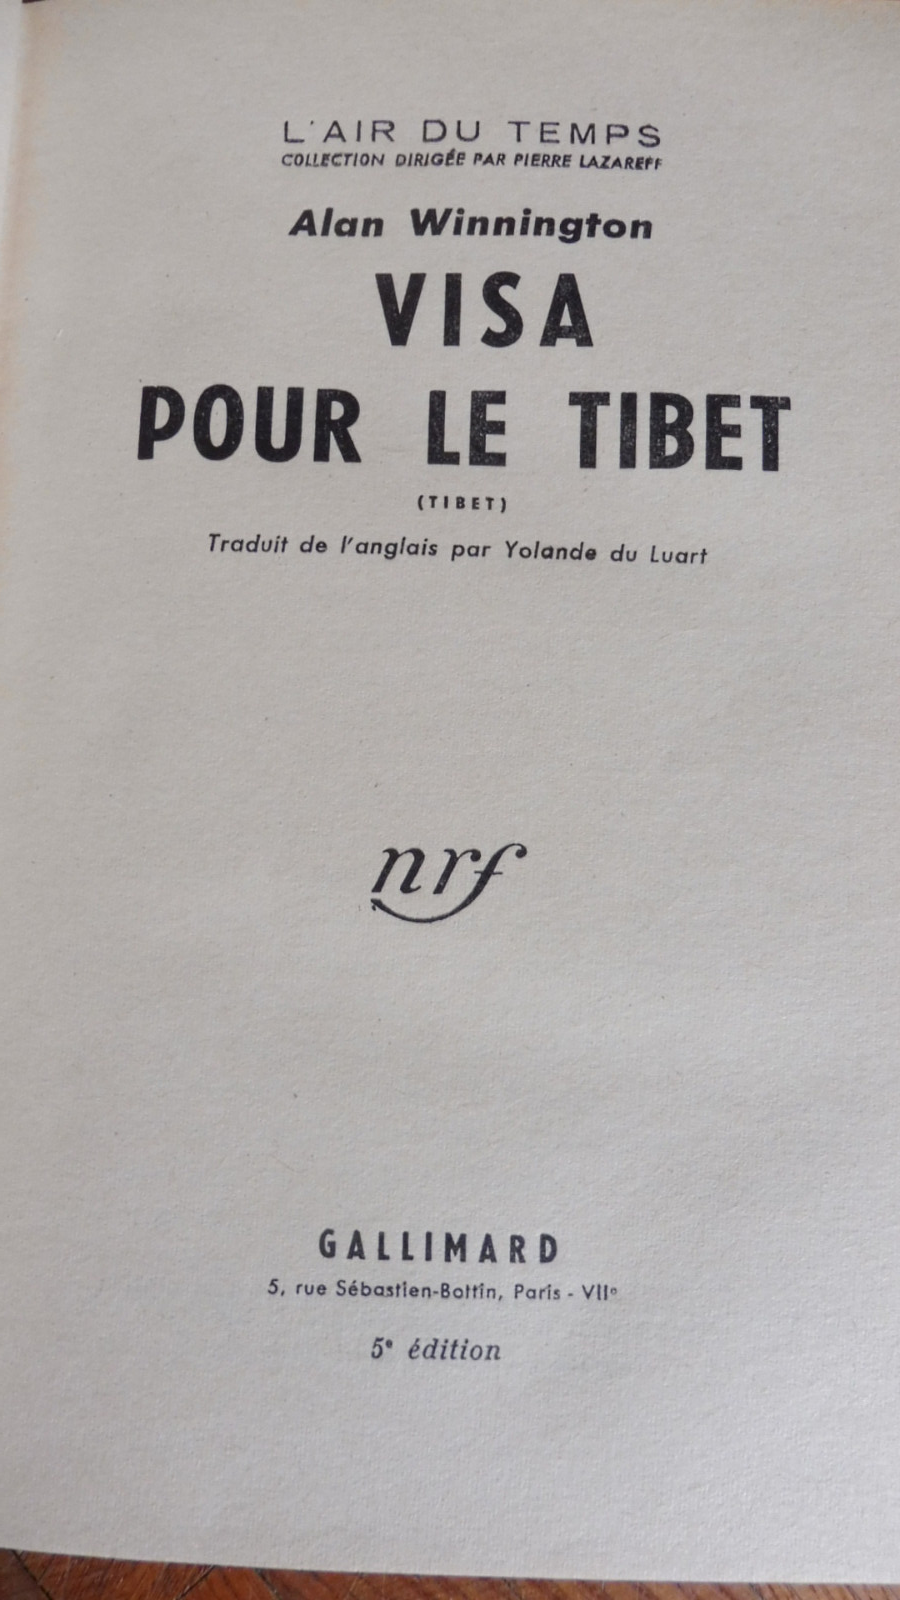 L'AIR DU TEMPS
COLLECTION DIRIGÉE PAR PIERRE LAZAREFF
Alan Winnington
VISA
POUR LE TIBET
(TIBET)
Traduit de l'anglais par Yolande du Luart
nrf
GALLIMARD
5, rue Sébastien-Bottin, Paris - VIIe
5e édition